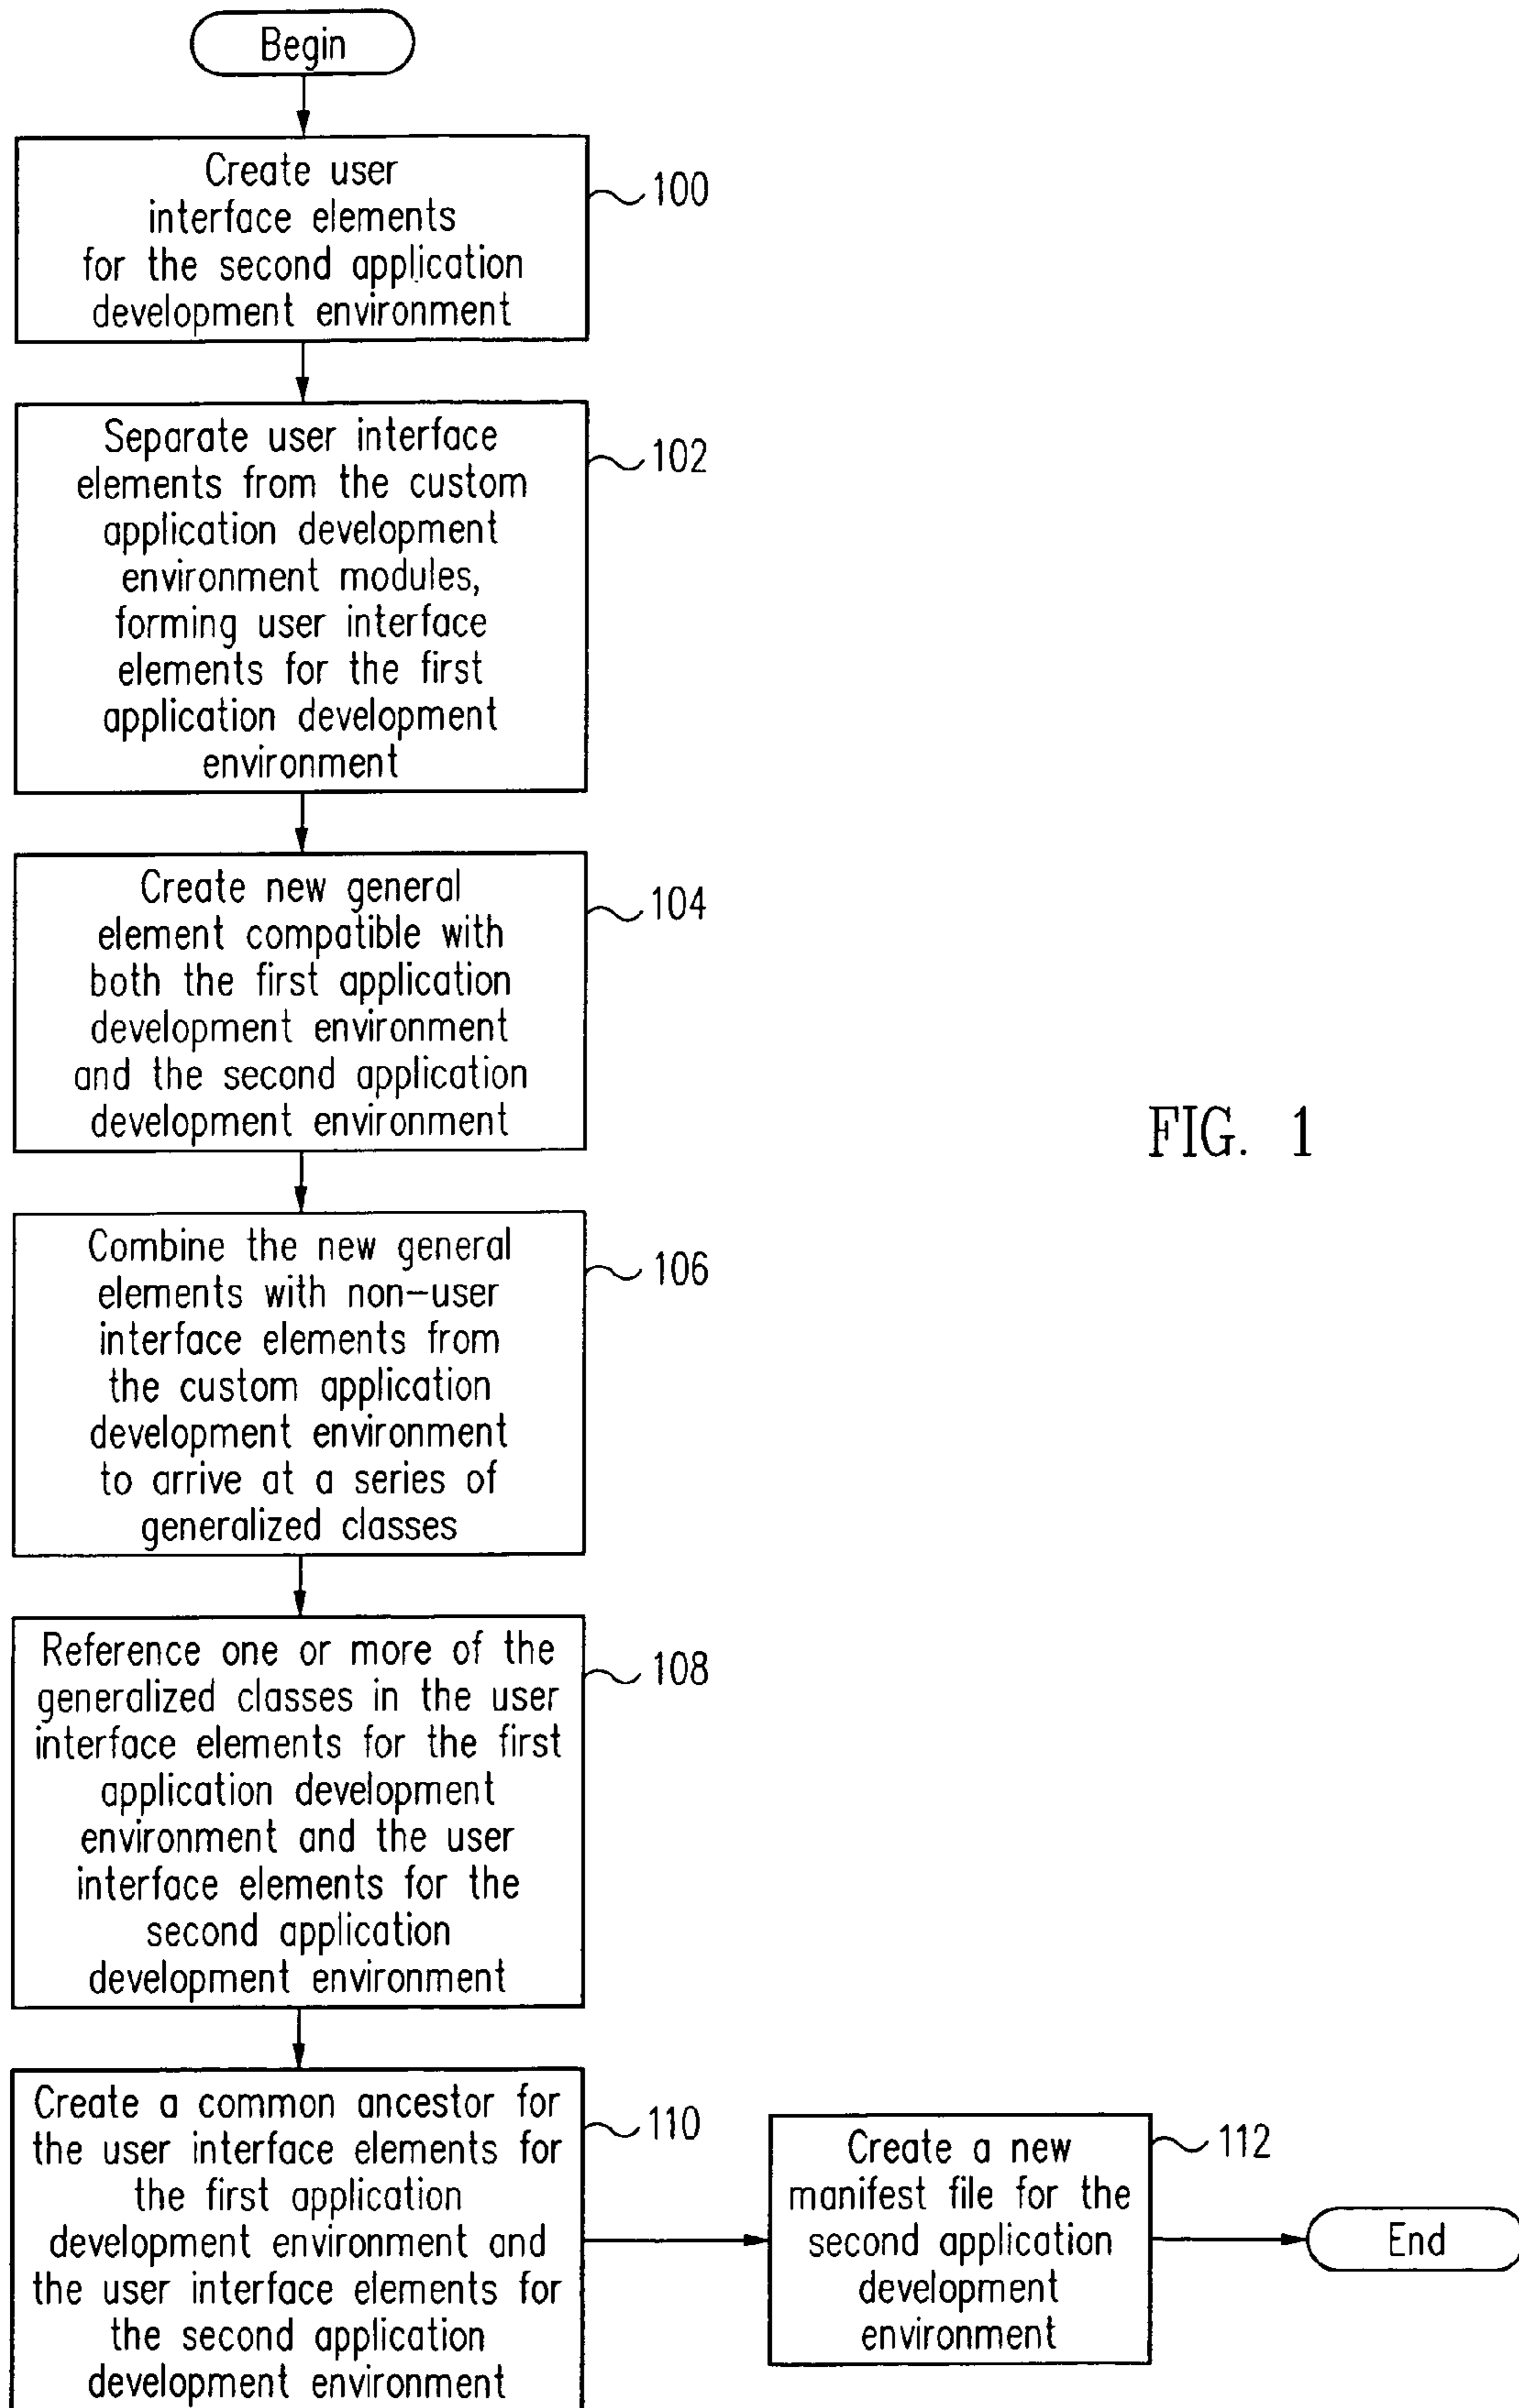 Begin
Create user
interface elements
for the second application
development environment
100
Separate user interface
elements from the custom
application development
environment modules,
forming user interface
elements for the first
application development
environment
102
Create new general
element compatible with
both the first application
development environment
and the second application
development environment
104
FIG. 1
Combine the new general
elements with non-user
interface elements from
the custom application
development environment
to arrive at a series of
generalized classes
106
Reference one or more of the
generalized classes in the user
interface elements for the first
application development
environment and the user
interface elements for the
second application
development environment
108
Create a common ancestor for
the user interface elements for
the first application
development environment and
the user interface elements for
the second application
development environment
110
Create a new
manifest file for the
second application
development
environment
112
End